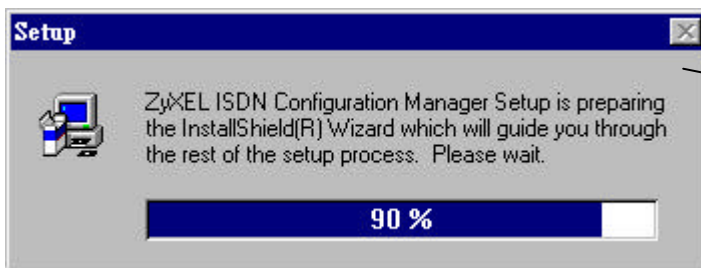 Setup
ZyXEL ISDN Configuration Manager Setup is preparing
the InstallShield(R) Wizard which will guide you through
the rest of the setup process. Please wait.
90 %